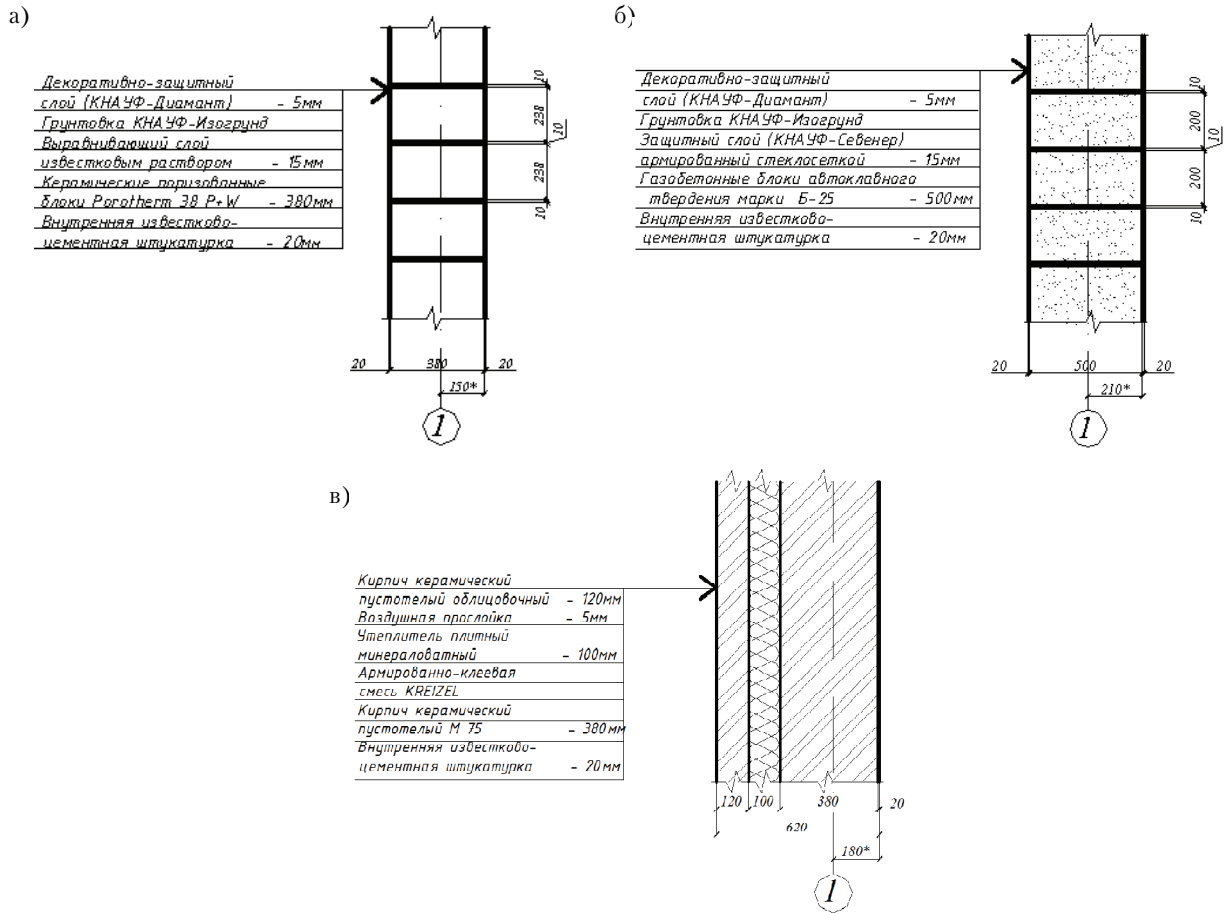 а)
Декоративно-защитный
слой (КНАУФ-Диамант) - 5мм
Грунтовка КНАУФ-Изогрунд
Выравнивающий слой
известковым раствором - 15мм
Керамические поризованные
блоки Porotherm 38 P+W - 380мм
Внутренняя известково-
цементная штукатурка - 20мм
10
238
10
238
10
20 380 20
150*
1
б)
Декоративно-защитный
слой (КНАУФ-Диамант) - 5мм
Грунтовка КНАУФ-Изогрунд
Защитный слой (КНАУФ-Севенер)
армированный стеклосеткой - 15мм
Газобетонные блоки автоклавного
твердения марки Б-25 - 500мм
Внутренняя известково-
цементная штукатурка - 20мм
10
200
10
200
10
20 500 20
210*
1
в)
Кирпич керамический
пустотелый облицовочный - 120мм
Воздушная прослойка - 5мм
Утеплитель плитный
минераловатный - 100мм
Армированно-клеевая
смесь KREIZEL
Кирпич керамический
пустотелый М 75 - 380мм
Внутренняя известково-
цементная штукатурка - 20мм
120 100 380 20
620
180*
1